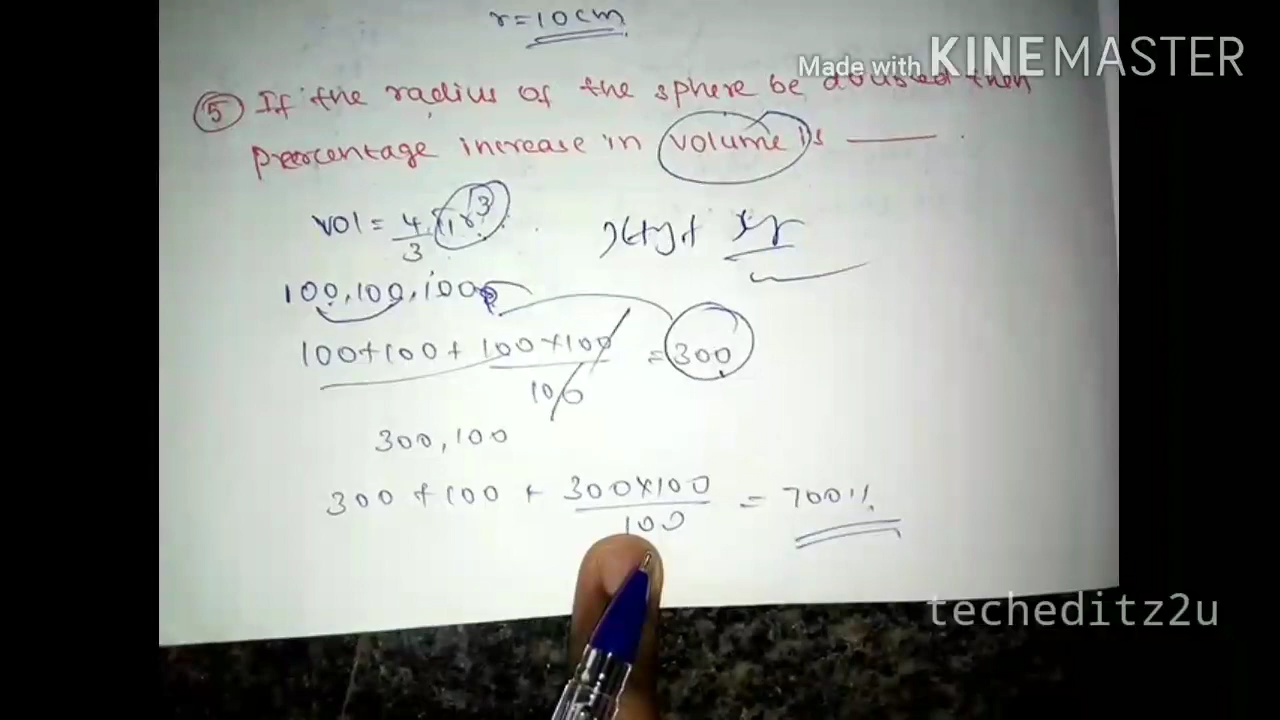 r=10cm
Made with KINEMASTER
⑤ If the radius of the sphere be doubled then
percentage increase in volume is ——— .
vol = 4/3 πr³
x+y+ xy
100,100,100
100+100 + 100×100/100 = 300
300,100
300 +100 + 300×100/100 = 700%
techeditz2u